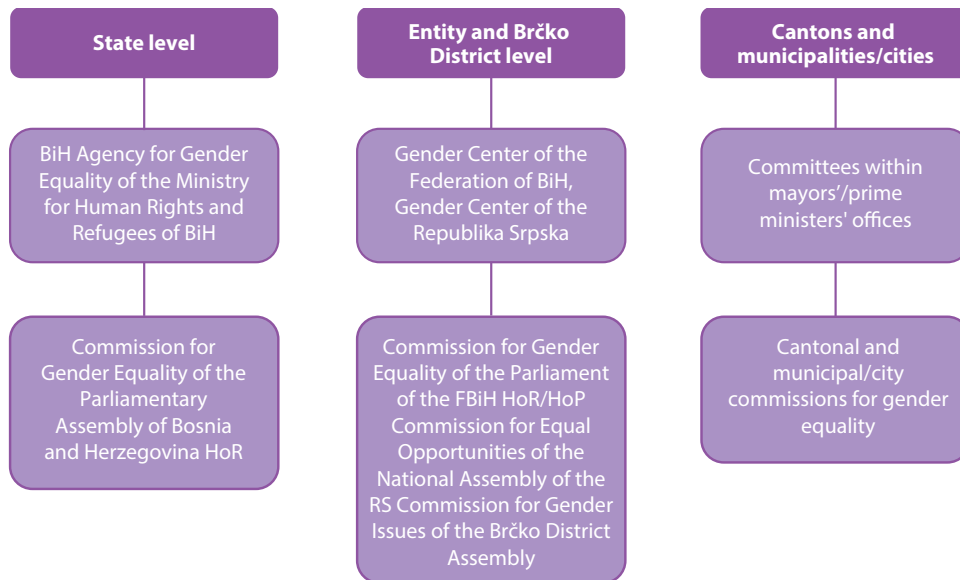 State level
BiH Agency for Gender
Equality of the Ministry
for Human Rights and
Refugees of BiH
Commission for
Gender Equality of the
Parliamentary
Assembly of Bosnia
and Herzegovina HoR
Entity and Brčko
District level
Gender Center of the
Federation of BiH,
Gender Center of the
Republika Srpska
Commission for Gender
Equality of the Parliament
of the FBiH HoR/HoP
Commission for Equal
Opportunities of the
National Assembly of the
RS Commission for Gender
Issues of the Brčko District
Assembly
Cantons and
municipalities/cities
Committees within
mayors’/prime
ministers' offices
Cantonal and
municipal/city
commissions for gender
equality